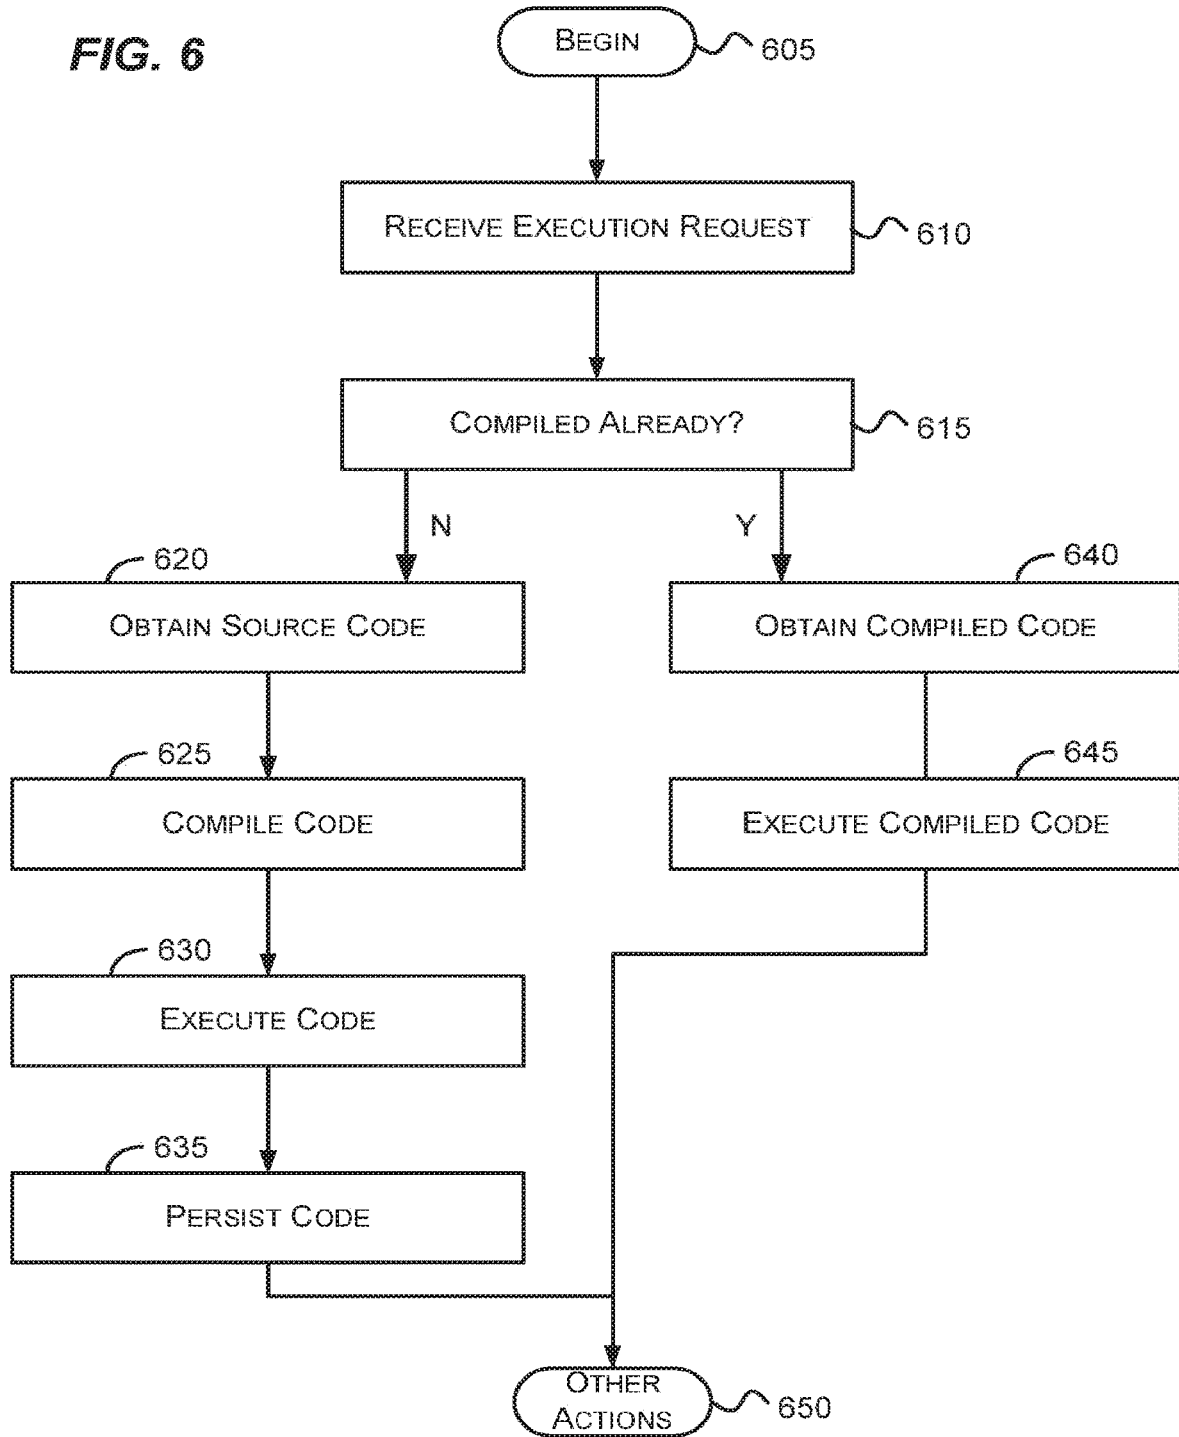 FIG. 6
BEGIN
605
RECEIVE EXECUTION REQUEST
610
COMPILED ALREADY?
615
N
Y
620
OBTAIN SOURCE CODE
640
OBTAIN COMPILED CODE
625
COMPILE CODE
645
EXECUTE COMPILED CODE
630
EXECUTE CODE
635
PERSIST CODE
OTHER
ACTIONS
650